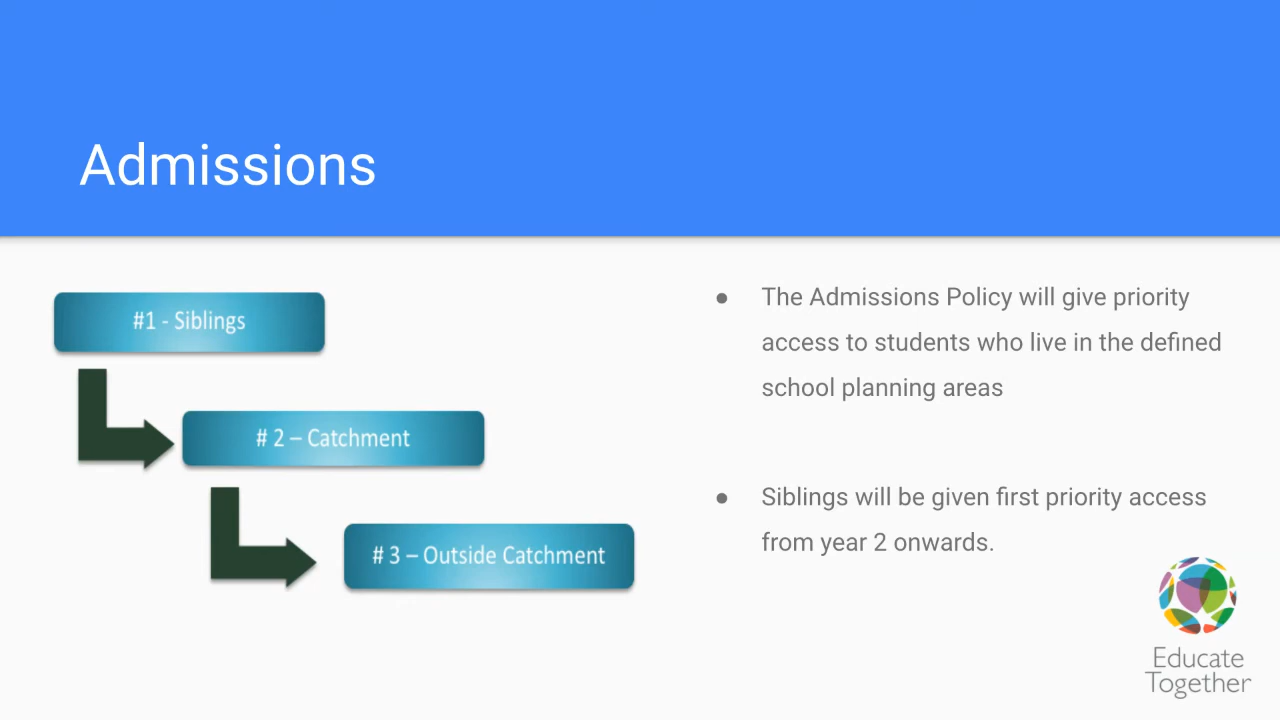 Admissions
#1 - Siblings
# 2 – Catchment
# 3 – Outside Catchment
● The Admissions Policy will give priority
access to students who live in the defined
school planning areas
● Siblings will be given first priority access
from year 2 onwards.
Educate
Together